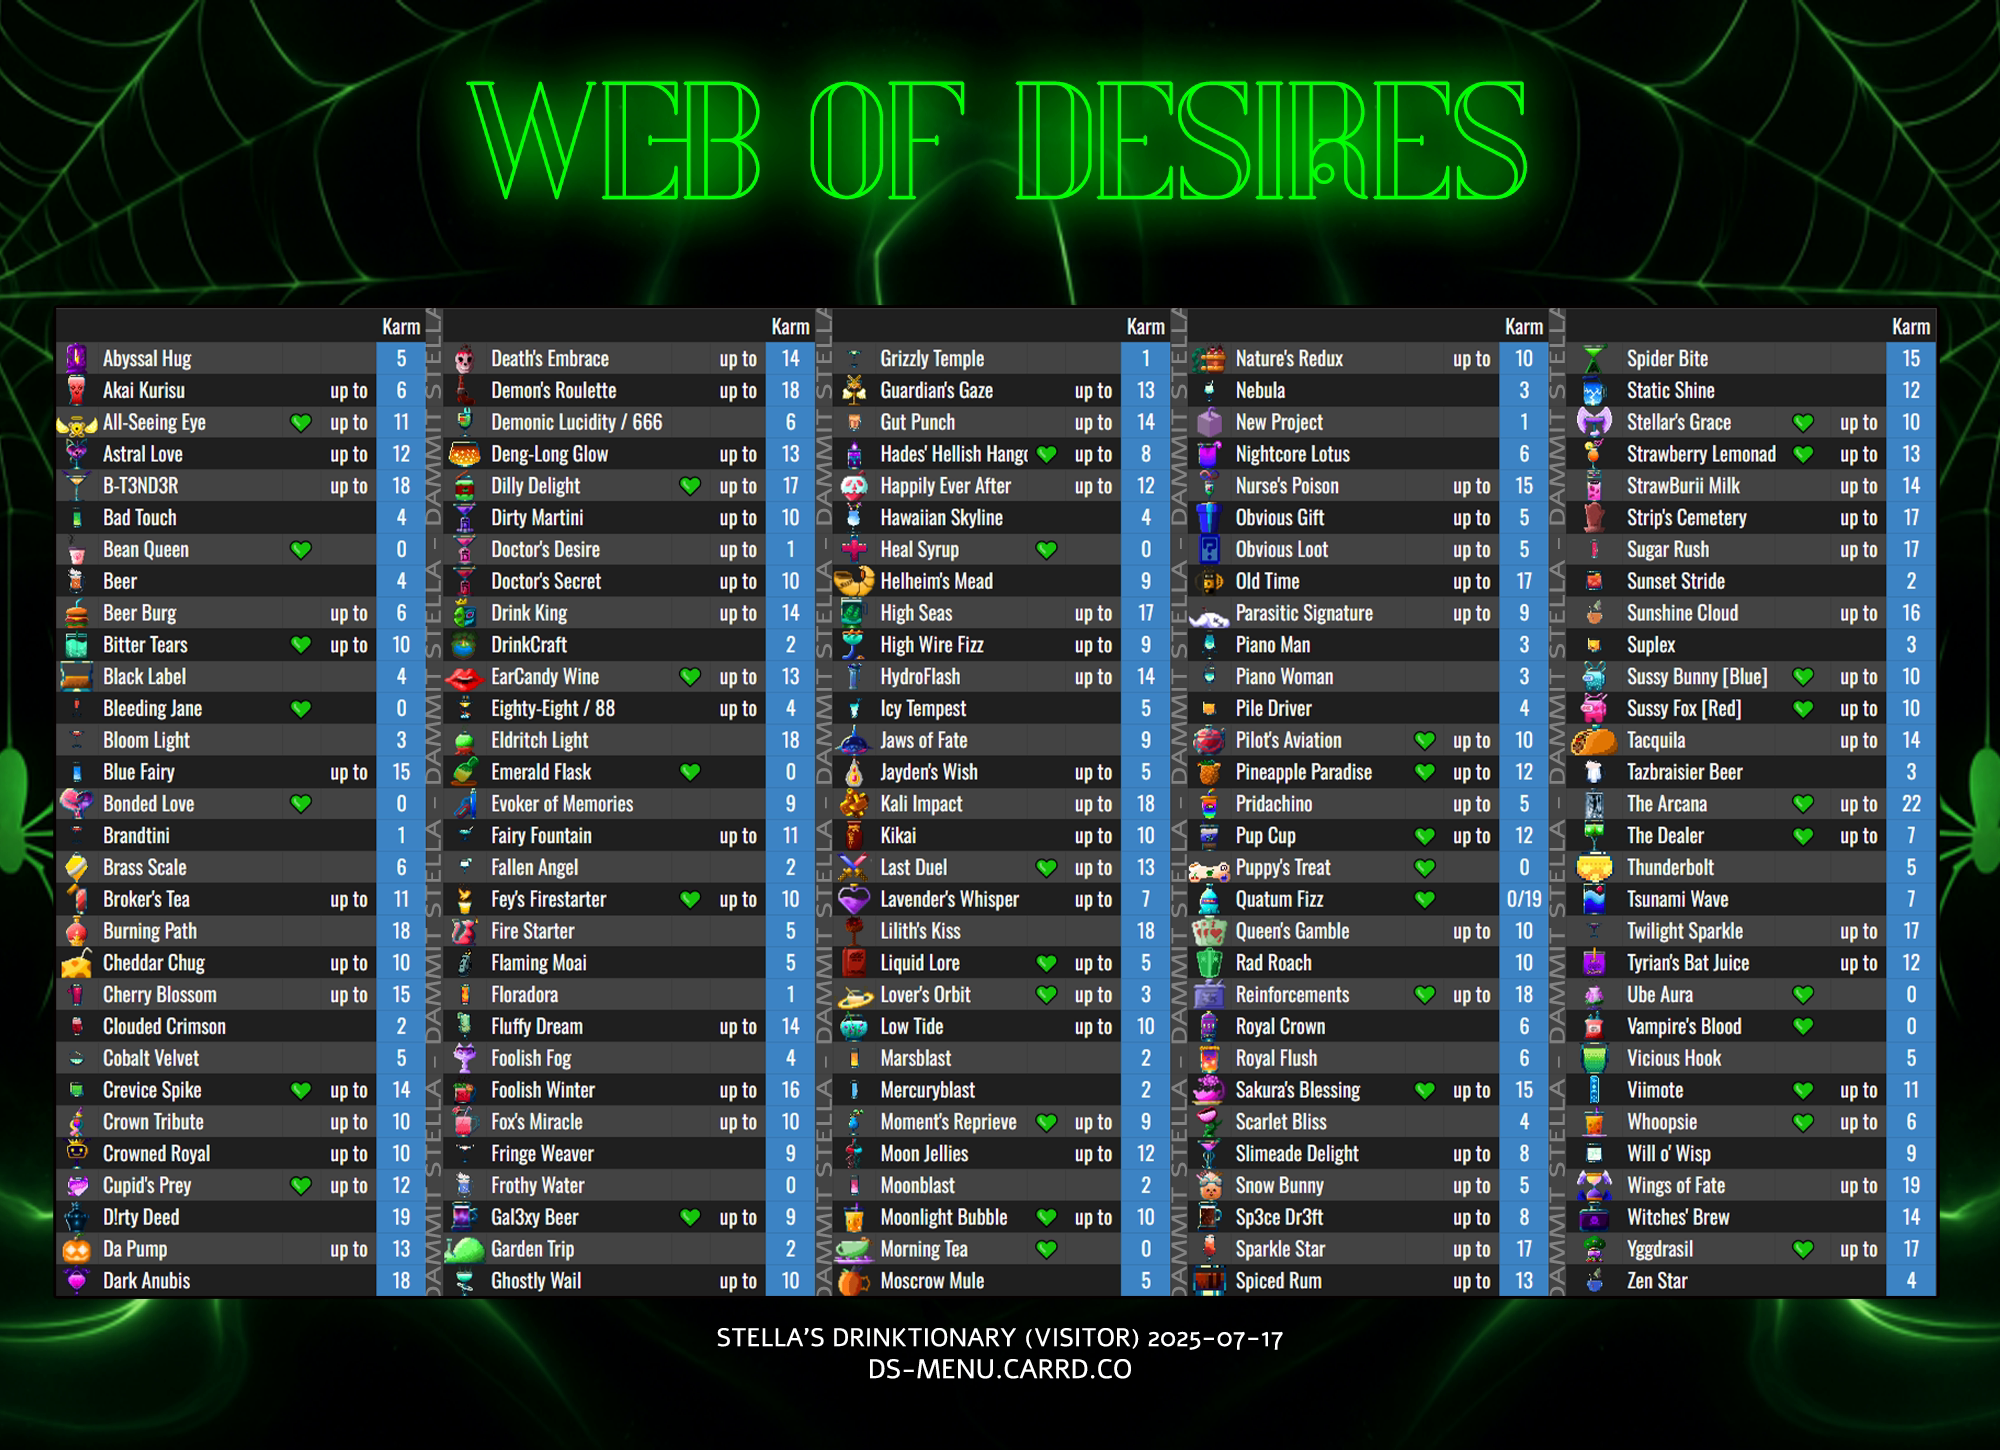 WEB OF DESIRES
Karm
Abyssal Hug 5
Akai Kurisu up to 6
All-Seeing Eye up to 11
Astral Love up to 12
B-T3ND3R up to 18
Bad Touch 4
Bean Queen 0
Beer 4
Beer Burg up to 6
Bitter Tears up to 10
Black Label 4
Bleeding Jane 0
Bloom Light 3
Blue Fairy up to 15
Bonded Love 0
Brandtini 1
Brass Scale 6
Broker's Tea up to 11
Burning Path 18
Cheddar Chug up to 10
Cherry Blossom up to 15
Clouded Crimson 2
Cobalt Velvet 5
Crevice Spike up to 14
Crown Tribute up to 10
Crowned Royal up to 10
Cupid's Prey up to 12
D!rty Deed 19
Da Pump up to 13
Dark Anubis 18
Karm
Death's Embrace up to 14
Demon's Roulette up to 18
Demonic Lucidity / 666 6
Deng-Long Glow up to 13
Dilly Delight up to 17
Dirty Martini up to 10
Doctor's Desire up to 1
Doctor's Secret up to 10
Drink King up to 14
DrinkCraft 2
EarCandy Wine up to 13
Eighty-Eight / 88 up to 4
Eldritch Light 18
Emerald Flask 0
Evoker of Memories 9
Fairy Fountain up to 11
Fallen Angel 2
Fey's Firestarter up to 10
Fire Starter 5
Flaming Moai 5
Floradora 1
Fluffy Dream up to 14
Foolish Fog 4
Foolish Winter up to 16
Fox's Miracle up to 10
Fringe Weaver 9
Frothy Water 0
Gal3xy Beer up to 9
Garden Trip 2
Ghostly Wail up to 10
Karm
Grizzly Temple 1
Guardian's Gaze up to 13
Gut Punch up to 14
Hades' Hellish Hang up to 8
Happily Ever After up to 12
Hawaiian Skyline 4
Heal Syrup 0
Helheim's Mead 9
High Seas up to 17
High Wire Fizz up to 9
HydroFlash up to 14
Icy Tempest 5
Jaws of Fate 9
Jayden's Wish up to 5
Kali Impact up to 18
Kikai up to 10
Last Duel up to 13
Lavender's Whisper up to 7
Lilith's Kiss 18
Liquid Lore up to 5
Lover's Orbit up to 3
Low Tide up to 10
Marsblast 2
Mercuryblast 2
Moment's Reprieve up to 9
Moon Jellies up to 12
Moonblast 2
Moonlight Bubble up to 10
Morning Tea 0
Moscrow Mule 5
Karm
Nature's Redux up to 10
Nebula 3
New Project 1
Nightcore Lotus 6
Nurse's Poison up to 15
Obvious Gift up to 5
Obvious Loot up to 5
Old Time up to 17
Parasitic Signature up to 9
Piano Man 3
Piano Woman 3
Pile Driver 4
Pilot's Aviation up to 10
Pineapple Paradise up to 12
Pridachino up to 5
Pup Cup up to 12
Puppy's Treat 0
Quatum Fizz 0/19
Queen's Gamble up to 10
Rad Roach 10
Reinforcements up to 18
Royal Crown 6
Royal Flush 6
Sakura's Blessing up to 15
Scarlet Bliss 4
Slimeade Delight up to 8
Snow Bunny up to 5
Sp3ce Dr3ft up to 8
Sparkle Star up to 17
Spiced Rum up to 13
Karm
Spider Bite 15
Static Shine 12
Stellar's Grace up to 10
Strawberry Lemonad up to 13
StrawBurii Milk up to 14
Strip's Cemetery up to 17
Sugar Rush up to 17
Sunset Stride 2
Sunshine Cloud up to 16
Suplex 3
Sussy Bunny [Blue] up to 10
Sussy Fox [Red] up to 10
Tacquila up to 14
Tazbraisier Beer 3
The Arcana up to 22
The Dealer up to 7
Thunderbolt 5
Tsunami Wave 7
Twilight Sparkle up to 17
Tyrian's Bat Juice up to 12
Ube Aura 0
Vampire's Blood 0
Vicious Hook 5
Viimote up to 11
Whoopsie up to 6
Will o' Wisp 9
Wings of Fate up to 19
Witches' Brew 14
Yggdrasil up to 17
Zen Star 4
STELLA'S DRINKTIONARY (VISITOR) 2025-07-17
DS-MENU.CARRD.CO